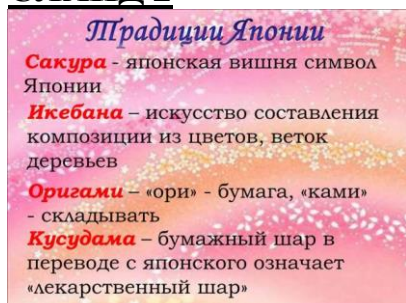 Традиции Японии
Сакура - японская вишня символ
Японии
Икебана – искусство составления
композиции из цветов, веток
деревьев
Оригами – «ори» - бумага, «ками»
- складывать
Кусудама – бумажный шар в
переводе с японского означает
«лекарственный шар»